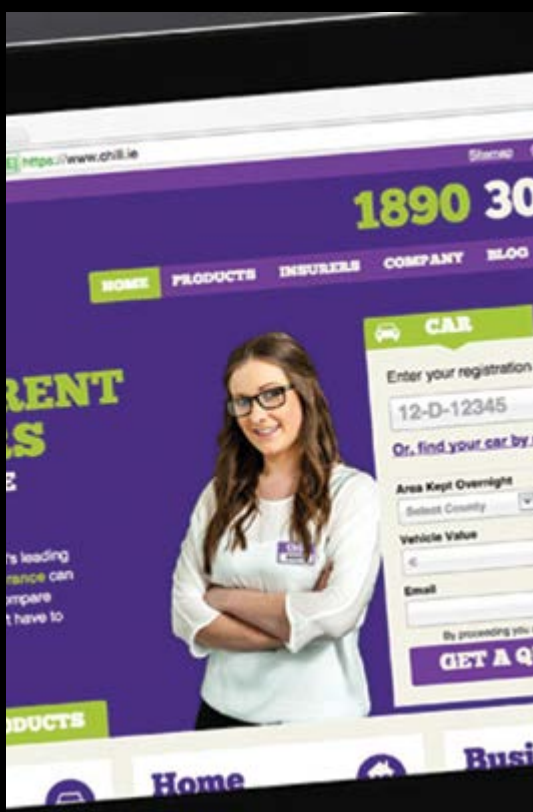 https://www.chill.ie
Sitemap
1890 30
HOME PRODUCTS INSURERS COMPANY BLOG
RENT
S
E
's leading
rance can
ompare
t have to
DUCTS
CAR
Enter your registration
12-D-12345
Or, find your car by
Area Kept Overnight
Select County
Vehicle Value
€
Email
By proceeding you
GET A Q
Home
Busi